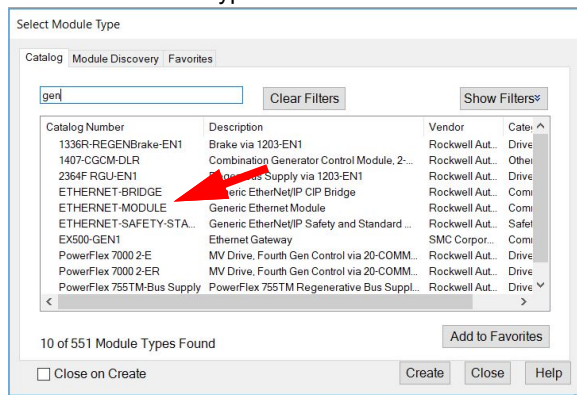 Select Module Type
Catalog Module Discovery Favorites
gen Clear Filters Show Filters
Catalog Number Description Vendor Cate
1336R-REGENBrake-EN1 Brake via 1203-EN1 Rockwell Aut... Drive
1407-CGCM-DLR Combination Generator Control Module, 2-... Rockwell Aut... Other
2364F RGU-EN1 Supply via 1203-EN1 Rockwell Aut... Drive
ETHERNET-BRIDGE Generic EtherNet/IP CIP Bridge Rockwell Aut... Comm
ETHERNET-MODULE Generic Ethernet Module Rockwell Aut... Comm
ETHERNET-SAFETY-STA... Generic EtherNet/IP Safety and Standard ... Rockwell Aut... Safet
EX500-GEN1 Ethernet Gateway SMC Corpor... Comm
PowerFlex 7000 2-E MV Drive, Fourth Gen Control via 20-COMM... Rockwell Aut... Drive
PowerFlex 7000 2-ER MV Drive, Fourth Gen Control via 20-COMM... Rockwell Aut... Drive
PowerFlex 755TM-Bus Supply PowerFlex 755TM Regenerative Bus Suppl... Rockwell Aut... Drive
10 of 551 Module Types Found Add to Favorites
Close on Create Create Close Help